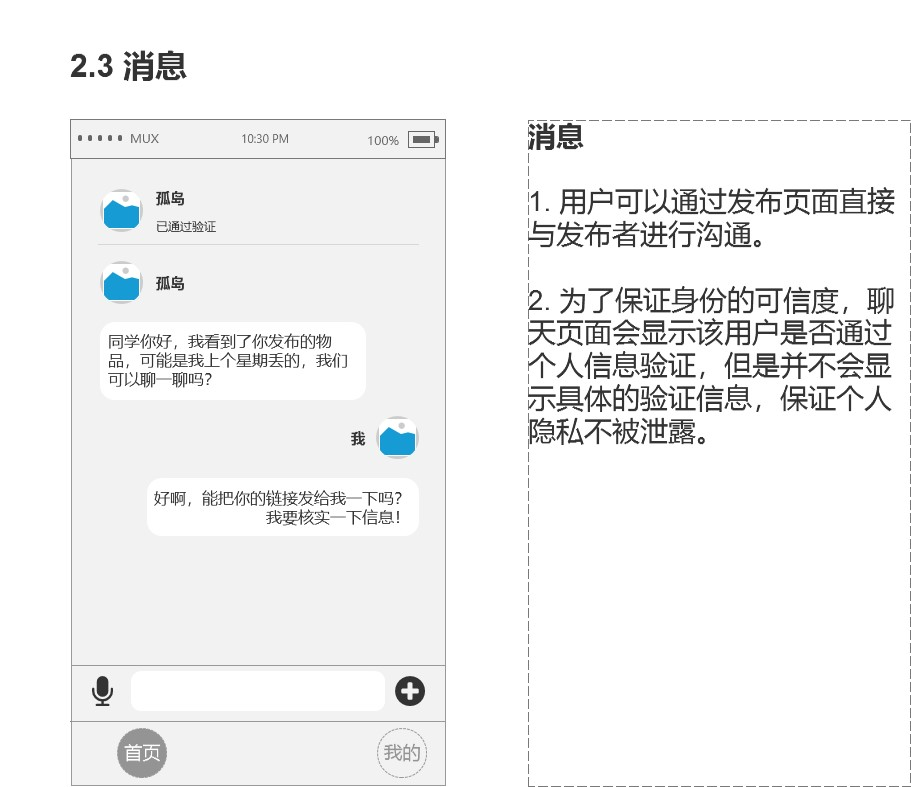 2.3 消息
MUX
10:30 PM
100%
孤岛
已通过验证
孤岛
同学你好，我看到了你发布的物
品，可能是我上个星期丢的，我们
可以聊一聊吗？
我
好啊，能把你的链接发给我一下吗？
我要核实一下信息！
首页
我的
消息
1. 用户可以通过发布页面直接
与发布者进行沟通。
2. 为了保证身份的可信度，聊
天页面会显示该用户是否通过
个人信息验证，但是并不会显
示具体的验证信息，保证个人
隐私不被泄露。